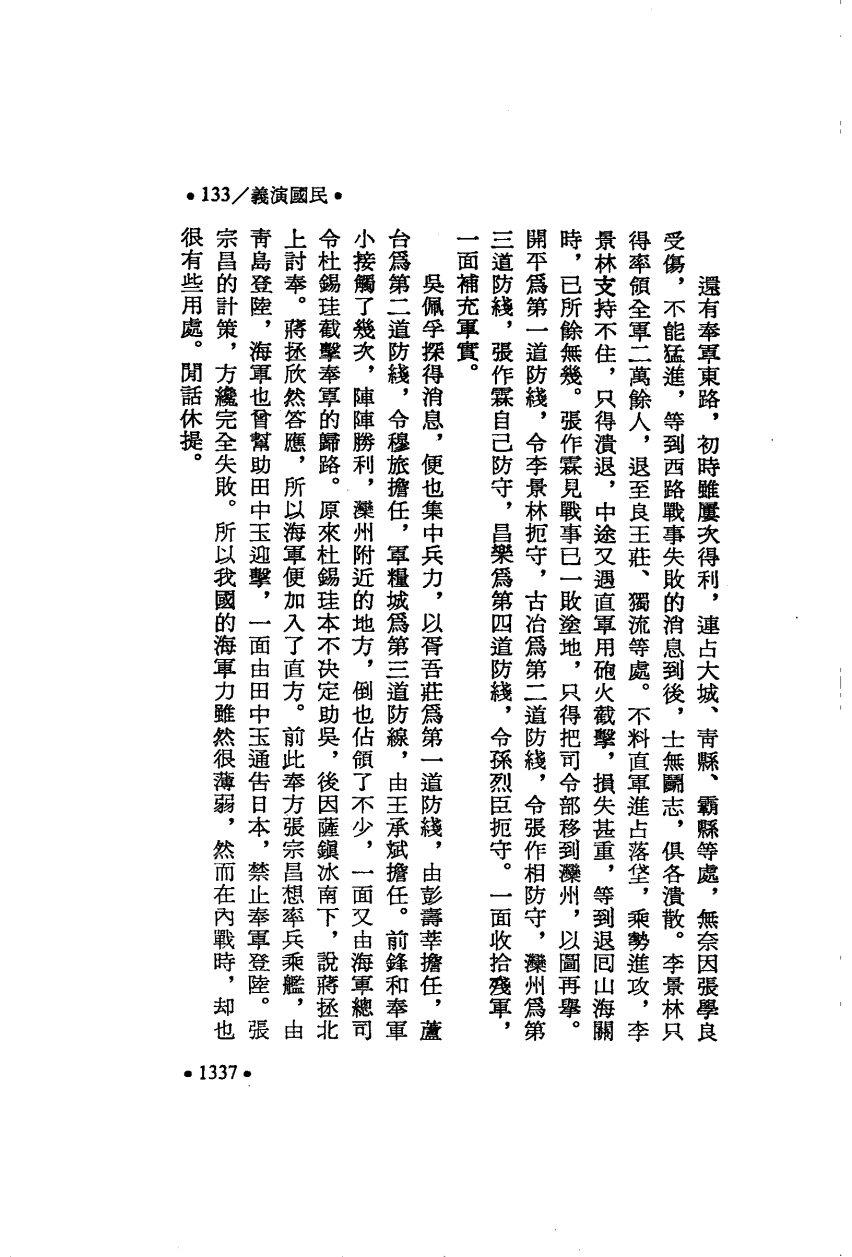 •133/義演國民•
還有奉軍東路，初時雖屢次得利，連占大城、靑縣、霸縣等處，無奈因張學良
受傷，不能猛進，等到西路戰事失敗的消息到後，士無鬭志，俱各潰散。李景林只
得率領全軍二萬餘人，退至良王莊、獨流等處。不料直軍進占落垡，乘勢進攻，李
景林支持不住，只得潰退，中途又遇直軍用砲火截擊，損失甚重，等到退囘山海關
時，已所餘無幾。張作霖見戰事已一敗塗地，只得把司令部移到灤州，以圖再舉。
開平爲第一道防綫，令李景林扼守，古冶爲第二道防綫，令張作相防守，灤州爲第
三道防綫，張作霖自己防守，昌樂爲第四道防綫，令孫烈臣扼守。一面收拾殘軍，
一面補充軍實。
吳佩孚探得消息，便也集中兵力，以胥吾莊爲第一道防綫，由彭壽莘擔任，蘆
台爲第二道防綫，令穆旅擔任，軍糧城爲第三道防線，由王承斌擔任。前鋒和奉軍
小接觸了幾次，陣陣勝利，灤州附近的地方，倒也佔領了不少，一面又由海軍總司
令杜錫珪截擊奉軍的歸路。原來杜錫珪本不決定助吳，後因薩鎭冰南下，說蔣拯北
上討奉。蔣拯欣然答應，所以海軍便加入了直方。前此奉方張宗昌想率兵乘艦，由
靑島登陸，海軍也曾幫助田中玉迎擊，一面由田中玉通告日本，禁止奉軍登陸。張
宗昌的計策，方纔完全失敗。所以我國的海軍力雖然很薄弱，然而在內戰時，却也
很有些用處。閒話休提。
•1337•